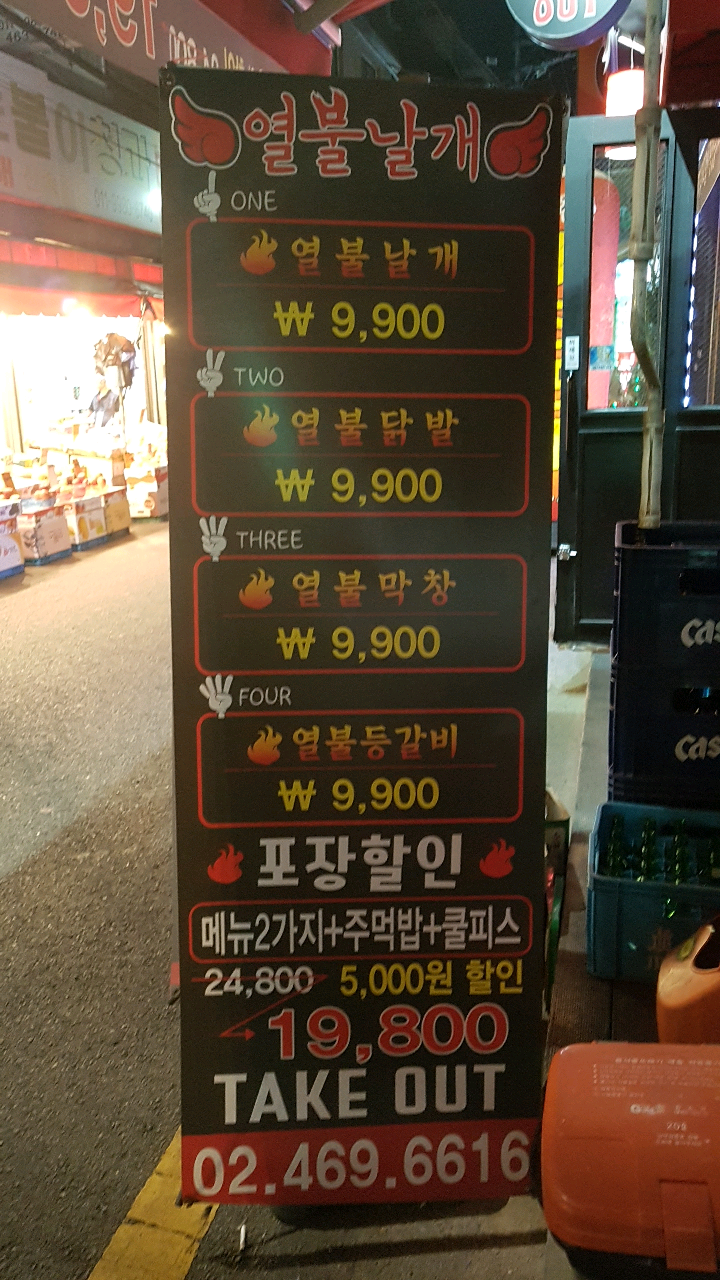 열불날개
ONE
열불날개
₩ 9,900
TWO
열불닭발
₩ 9,900
THREE
열불막창
₩ 9,900
FOUR
열불등갈비
₩ 9,900
포장할인
메뉴2가지+주먹밥+쿨피스
24,800 5,000원 할인
19,800
TAKE OUT
02.469.6616
OUT
Cas
Cas